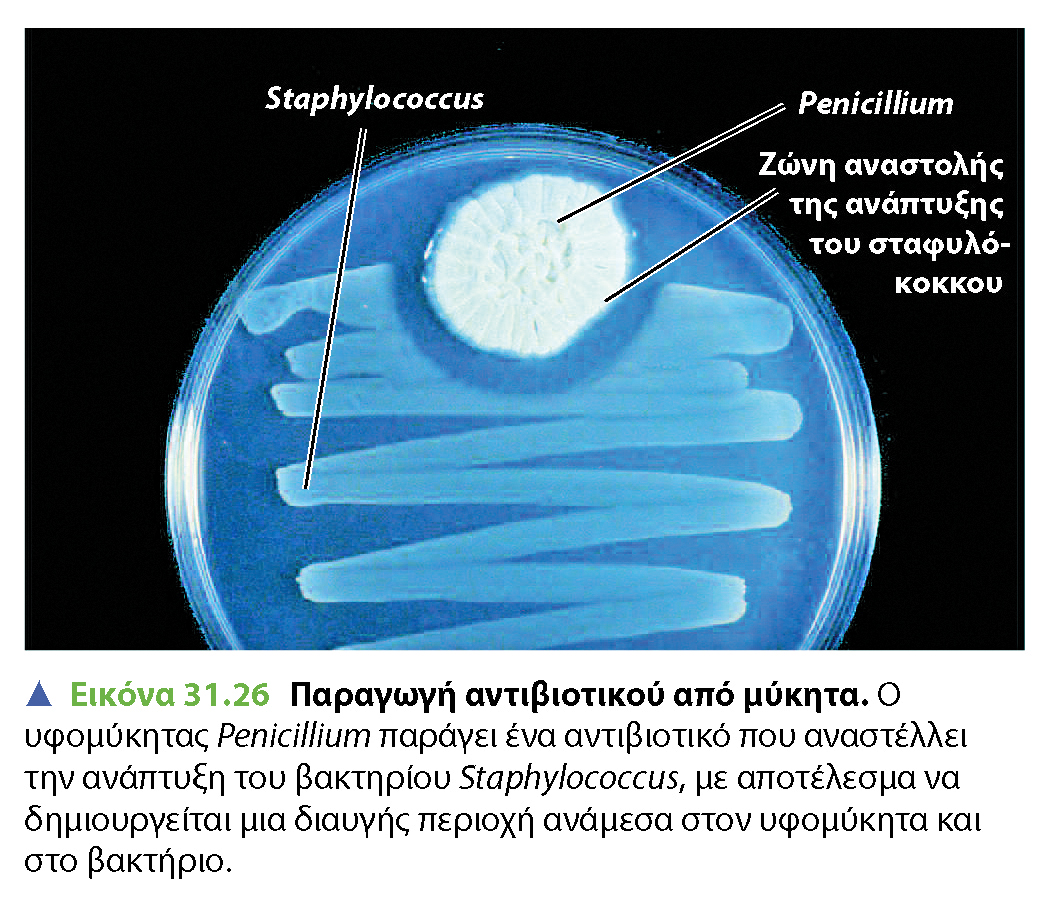 Staphylococcus
Penicillium
Ζώνη αναστολής
της ανάπτυξης
του σταφυλό-
κοκκου
▲ Εικόνα 31.26 Παραγωγή αντιβιοτικού από μύκητα. Ο
υφομύκητας Penicillium παράγει ένα αντιβιοτικό που αναστέλλει
την ανάπτυξη του βακτηρίου Staphylococcus, με αποτέλεσμα να
δημιουργείται μια διαυγής περιοχή ανάμεσα στον υφομύκητα και
στο βακτήριο.